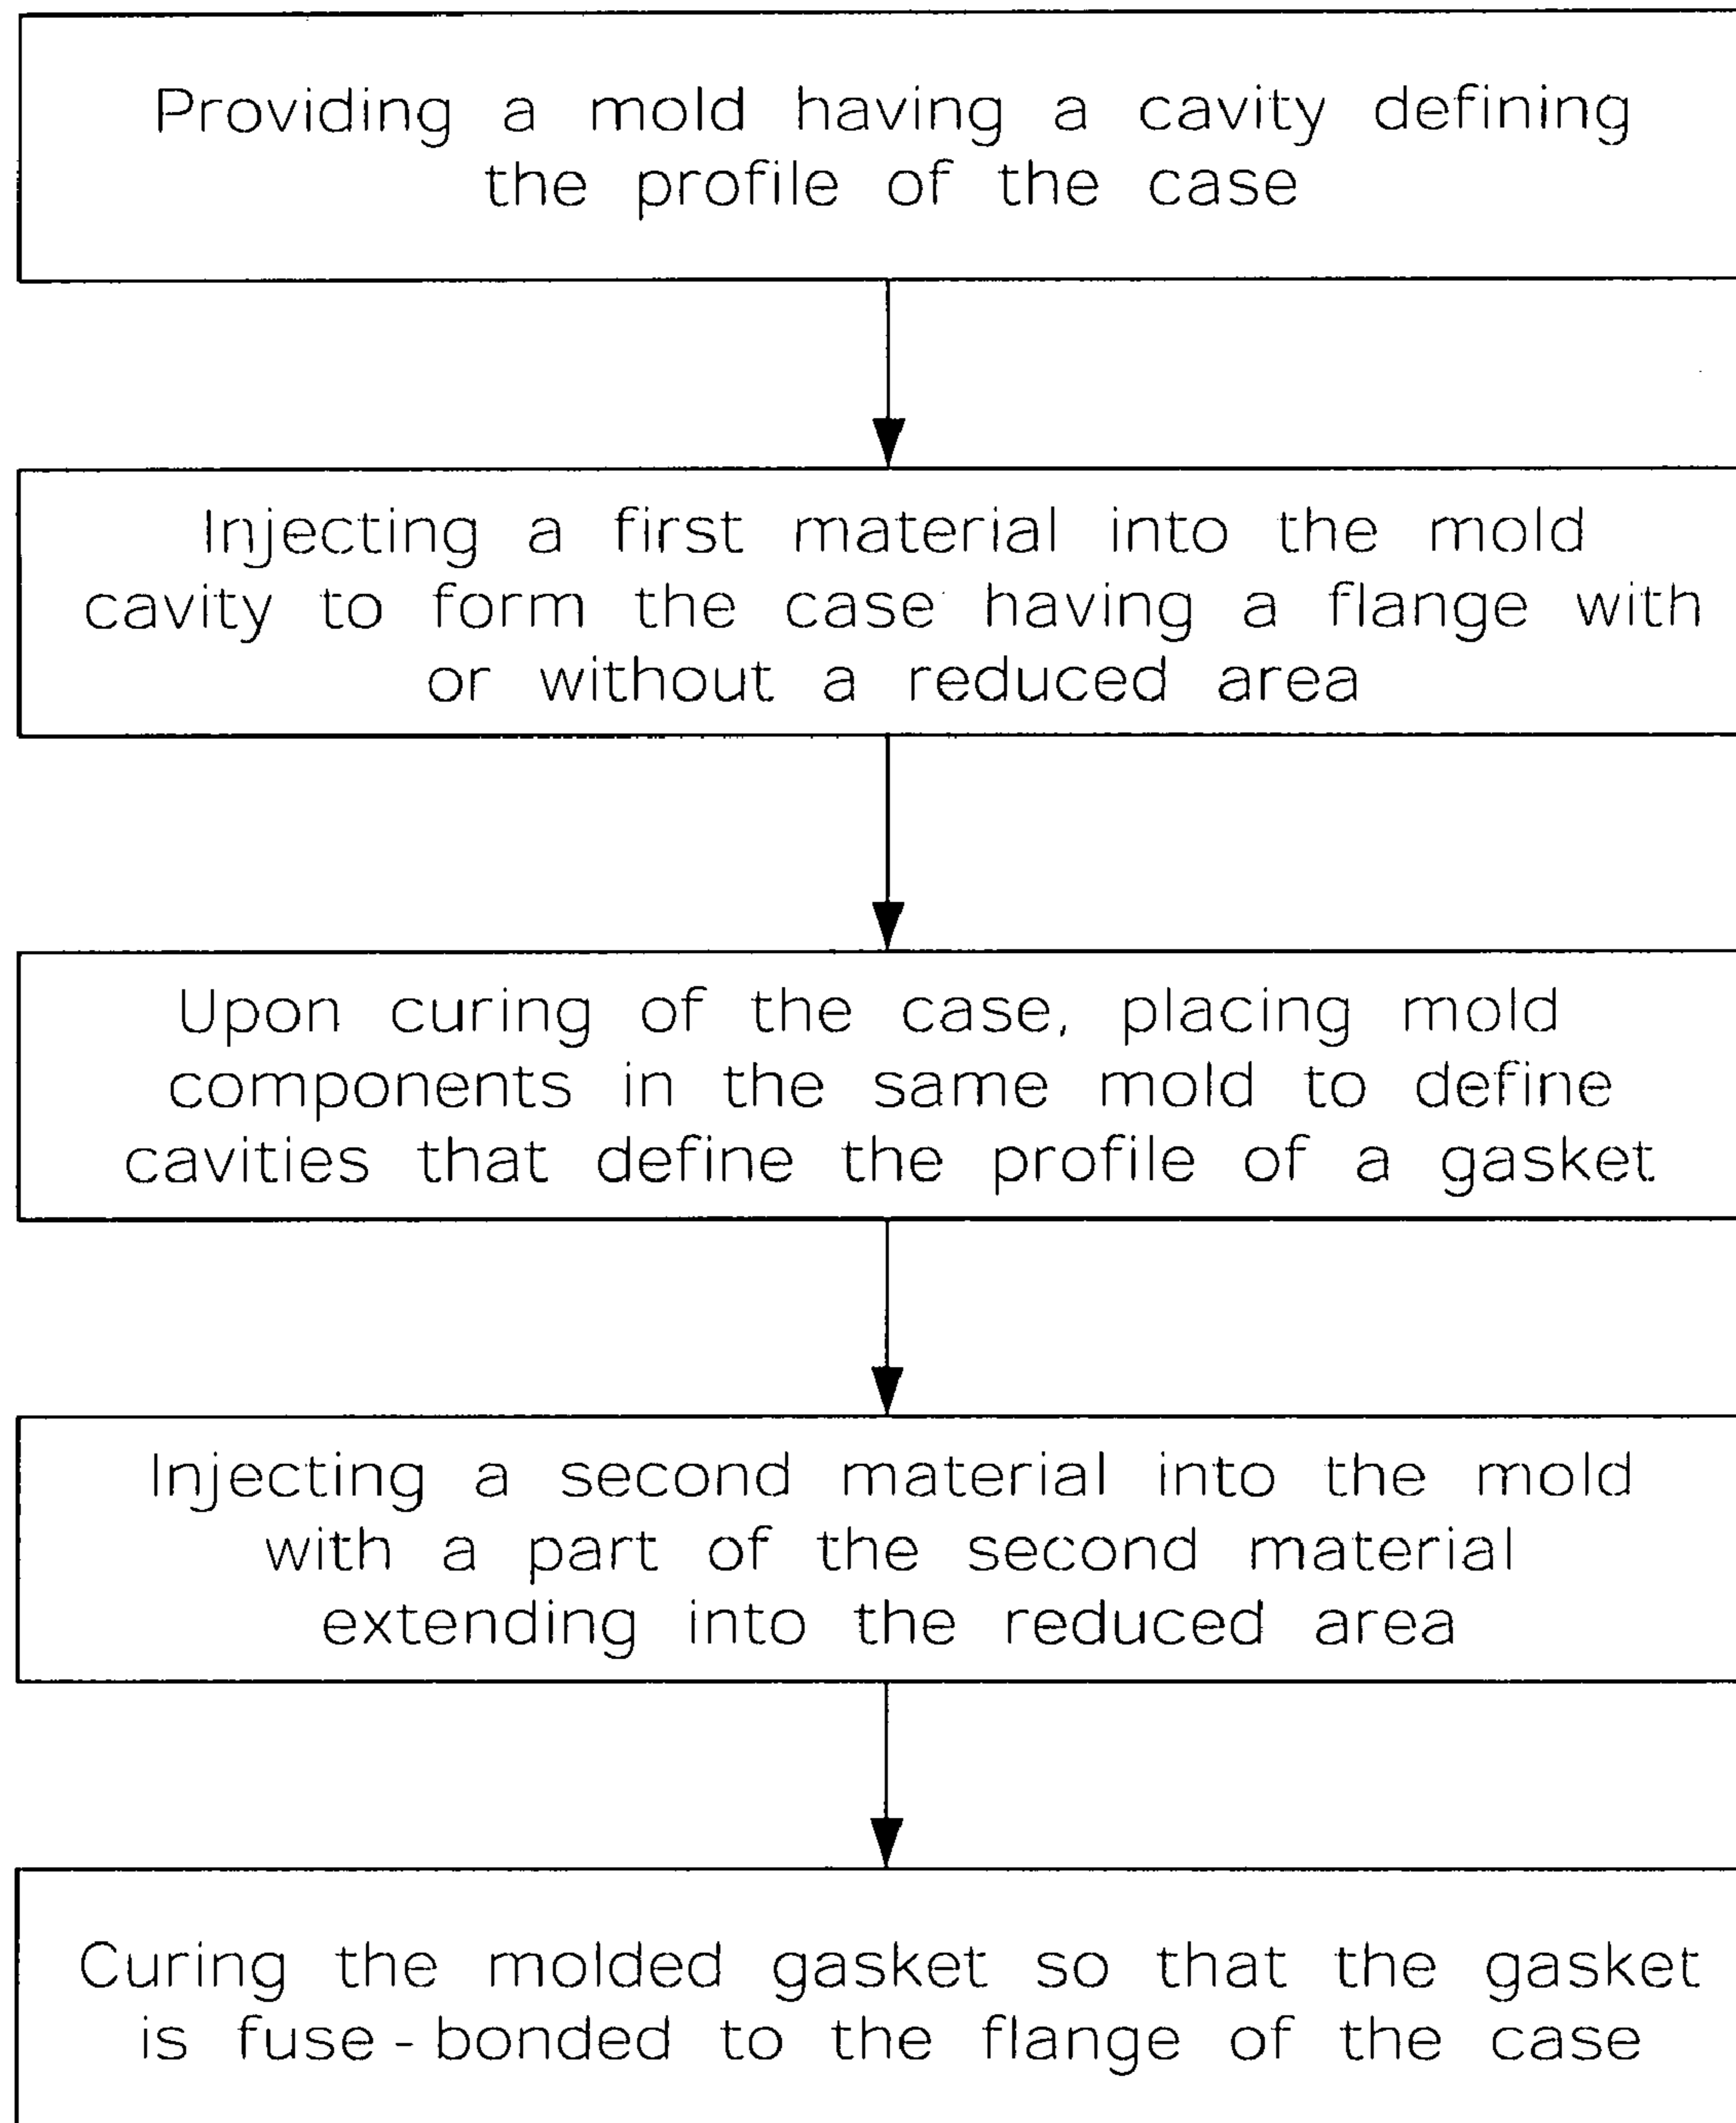 Providing a mold having a cavity defining
the profile of the case
Injecting a first material into the mold
cavity to form the case having a flange with
or without a reduced area
Upon curing of the case, placing mold
components in the same mold to define
cavities that define the profile of a gasket
Injecting a second material into the mold
with a part of the second material
extending into the reduced area
Curing the molded gasket so that the gasket
is fuse-bonded to the flange of the case